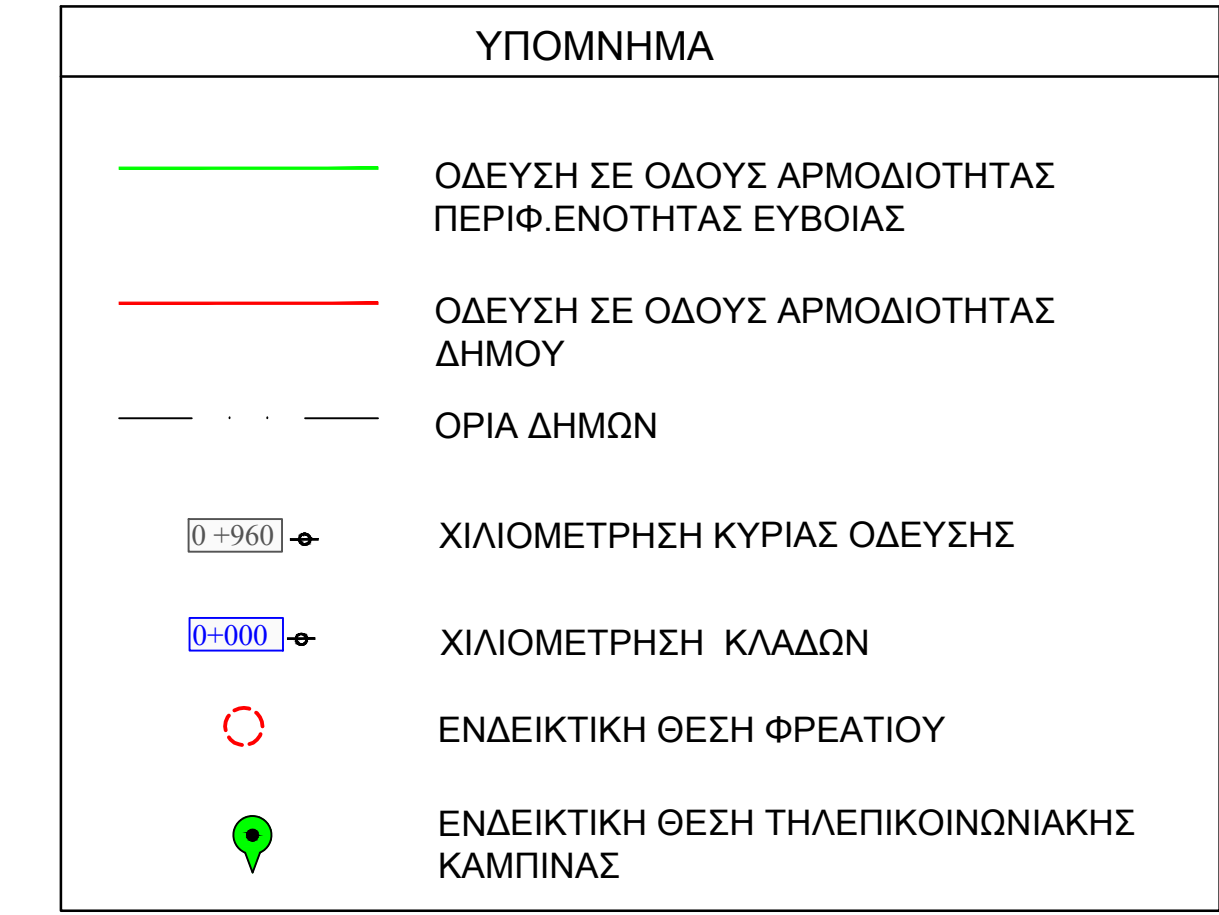 ΥΠΟΜΝΗΜΑ
ΟΔΕΥΣΗ ΣΕ ΟΔΟΥΣ ΑΡΜΟΔΙΟΤΗΤΑΣ
ΠΕΡΙΦ.ΕΝΟΤΗΤΑΣ ΕΥΒΟΙΑΣ
ΟΔΕΥΣΗ ΣΕ ΟΔΟΥΣ ΑΡΜΟΔΙΟΤΗΤΑΣ
ΔΗΜΟΥ
ΟΡΙΑ ΔΗΜΩΝ
0 +960 ΧΙΛΙΟΜΕΤΡΗΣΗ ΚΥΡΙΑΣ ΟΔΕΥΣΗΣ
0+000 ΧΙΛΙΟΜΕΤΡΗΣΗ ΚΛΑΔΩΝ
ΕΝΔΕΙΚΤΙΚΗ ΘΕΣΗ ΦΡΕΑΤΙΟΥ
ΕΝΔΕΙΚΤΙΚΗ ΘΕΣΗ ΤΗΛΕΠΙΚΟΙΝΩΝΙΑΚΗΣ
ΚΑΜΠΙΝΑΣ